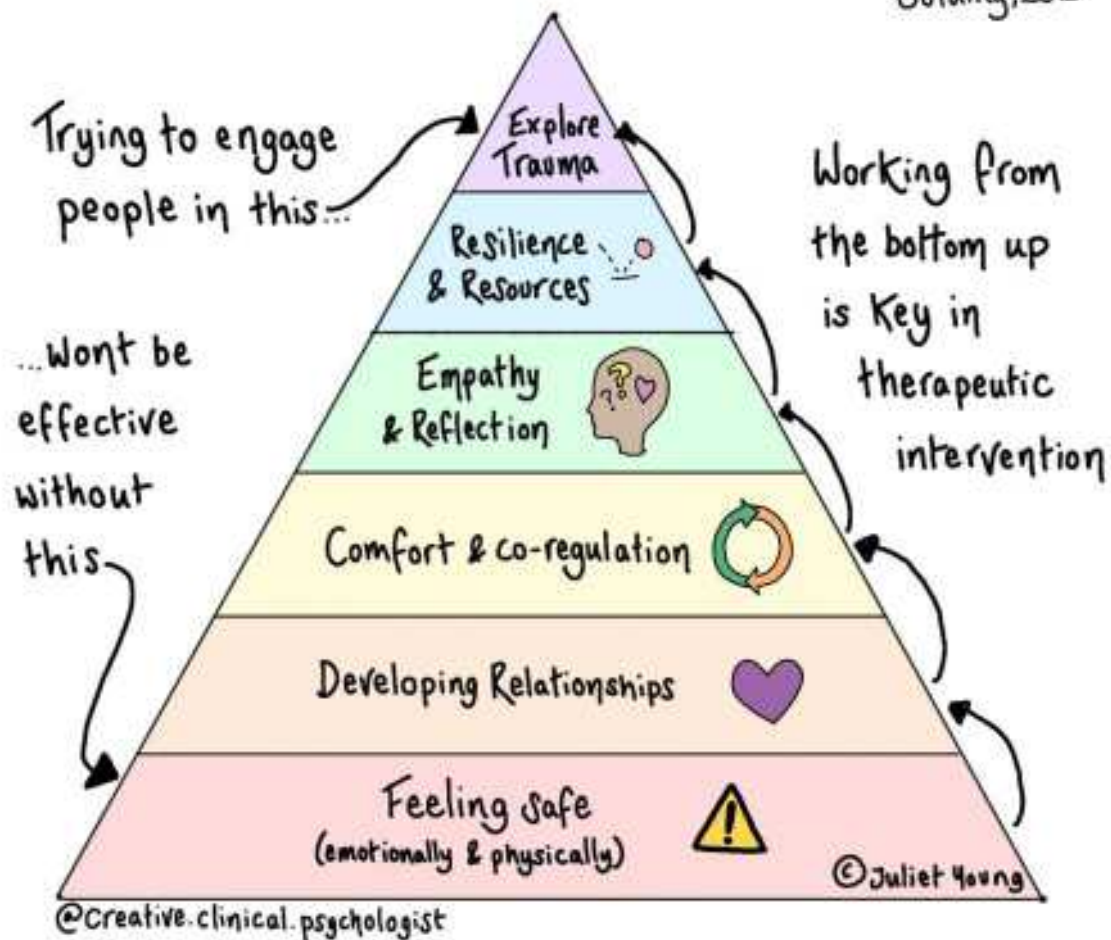 Trying to engage
people in this...
...wont be
effective
without
this
Explore
Trauma
Resilience
& Resources
Empathy
& Reflection
Comfort & co-regulation
Developing Relationships
Feeling safe
(emotionally & physically)
Working from
the bottom up
is Key in
therapeutic
intervention
© Juliet Young
@creative.clinical.psychologist